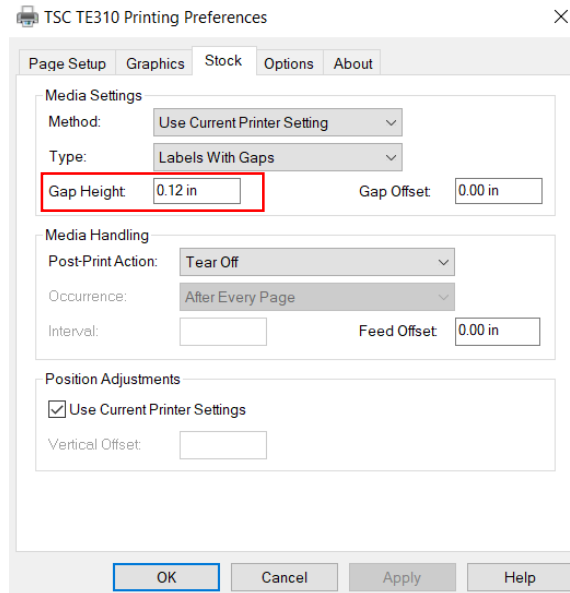 TSC TE310 Printing Preferences
Page Setup Graphics Stock Options About
Media Settings
Method: Use Current Printer Setting
Type: Labels With Gaps
Gap Height: 0.12 in Gap Offset: 0.00 in
Media Handling
Post-Print Action: Tear Off
Occurrence: After Every Page
Interval: Feed Offset: 0.00 in
Position Adjustments
Use Current Printer Settings
Vertical Offset:
OK Cancel Apply Help